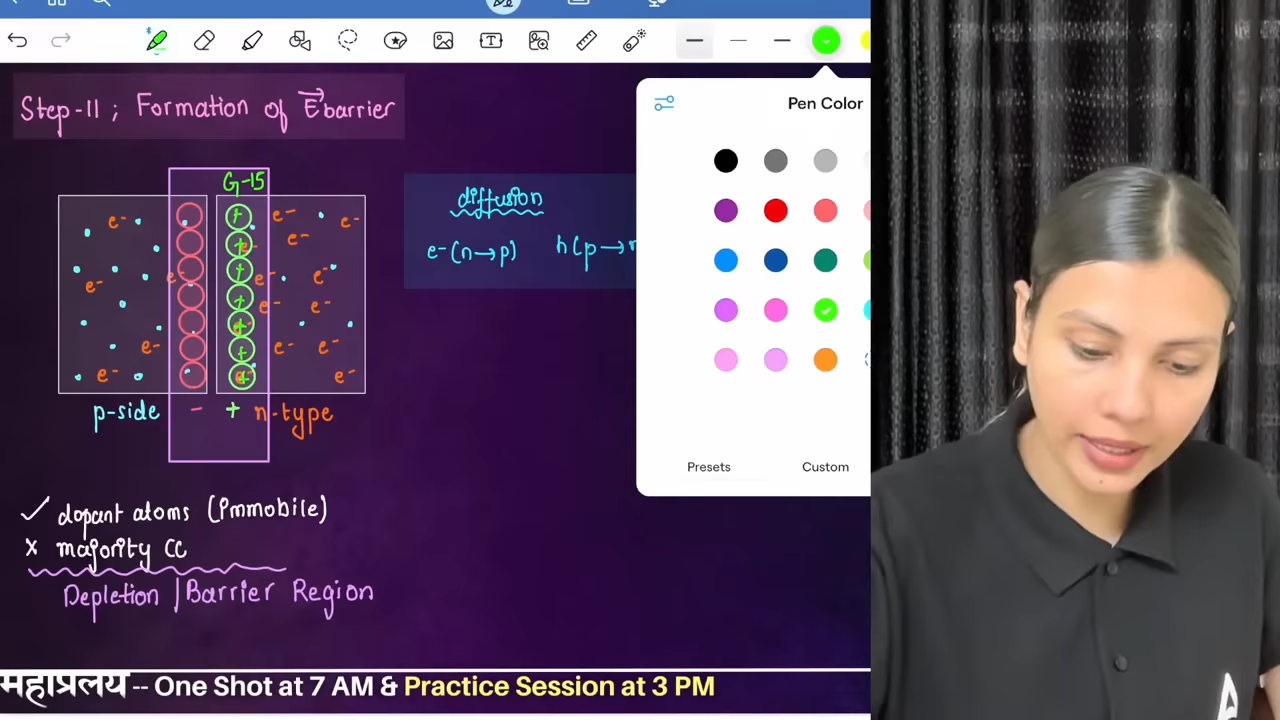 Step-II ; Formation of E barrier
G-15
diffusion
e-(n→p) h(p→n
e- e- e-
e-
e- e- e- e-
e- e- e-
e- e- e-
e- e-
p-side - + n-type
✓ dopant atoms (Immobile)
x majority CC
Depletion | Barrier Region
Pen Color
Presets Custom
महाप्रलय -- One Shot at 7 AM & Practice Session at 3 PM